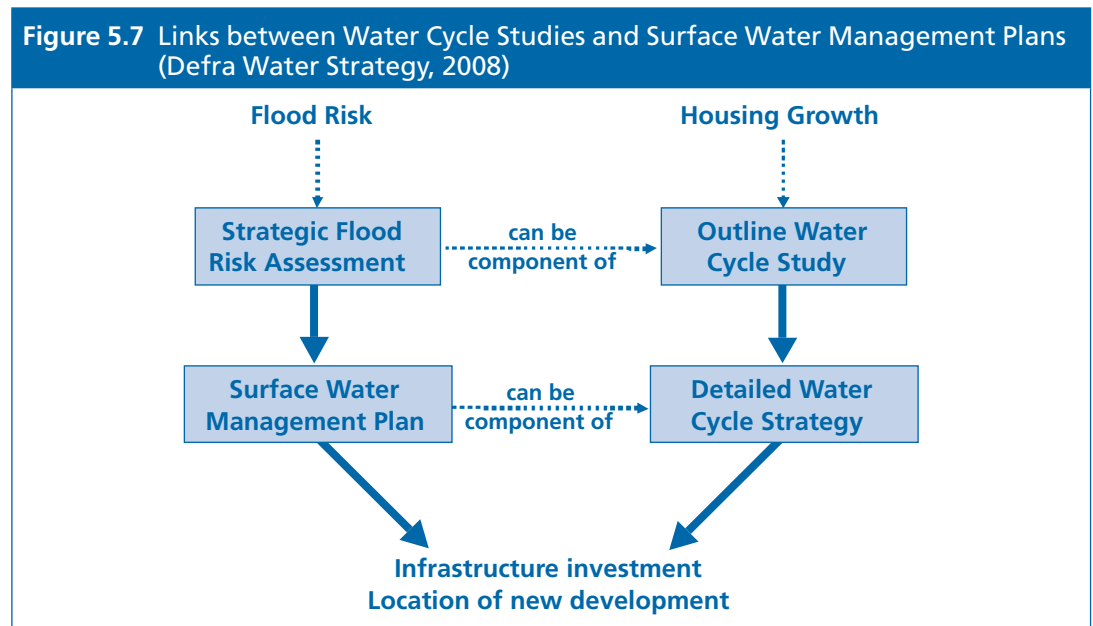 Figure 5.7 Links between Water Cycle Studies and Surface Water Management Plans
(Defra Water Strategy, 2008)
Flood Risk
Housing Growth
Strategic Flood
Risk Assessment
can be
component of
Outline Water
Cycle Study
Surface Water
Management Plan
can be
component of
Detailed Water
Cycle Strategy
Infrastructure investment
Location of new development